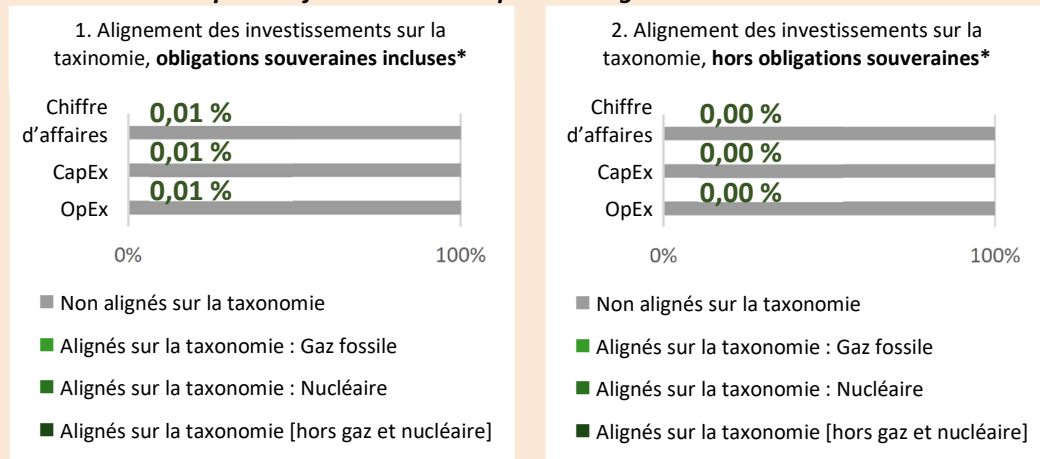 1. Alignement des investissements sur la
taxinomie, obligations souveraines incluses*
Chiffre
d'affaires
0,01 %
CapEx
0,01 %
OpEx
0,01 %
0%
100%
Non alignés sur la taxonomie
Alignés sur la taxonomie : Gaz fossile
Alignés sur la taxonomie : Nucléaire
Alignés sur la taxonomie [hors gaz et nucléaire]
2. Alignement des investissements sur la
taxonomie, hors obligations souveraines*
Chiffre
d'affaires
0,00 %
CapEx
0,00 %
OpEx
0,00 %
0%
100%
Non alignés sur la taxonomie
Alignés sur la taxonomie : Gaz fossile
Alignés sur la taxonomie : Nucléaire
Alignés sur la taxonomie [hors gaz et nucléaire]